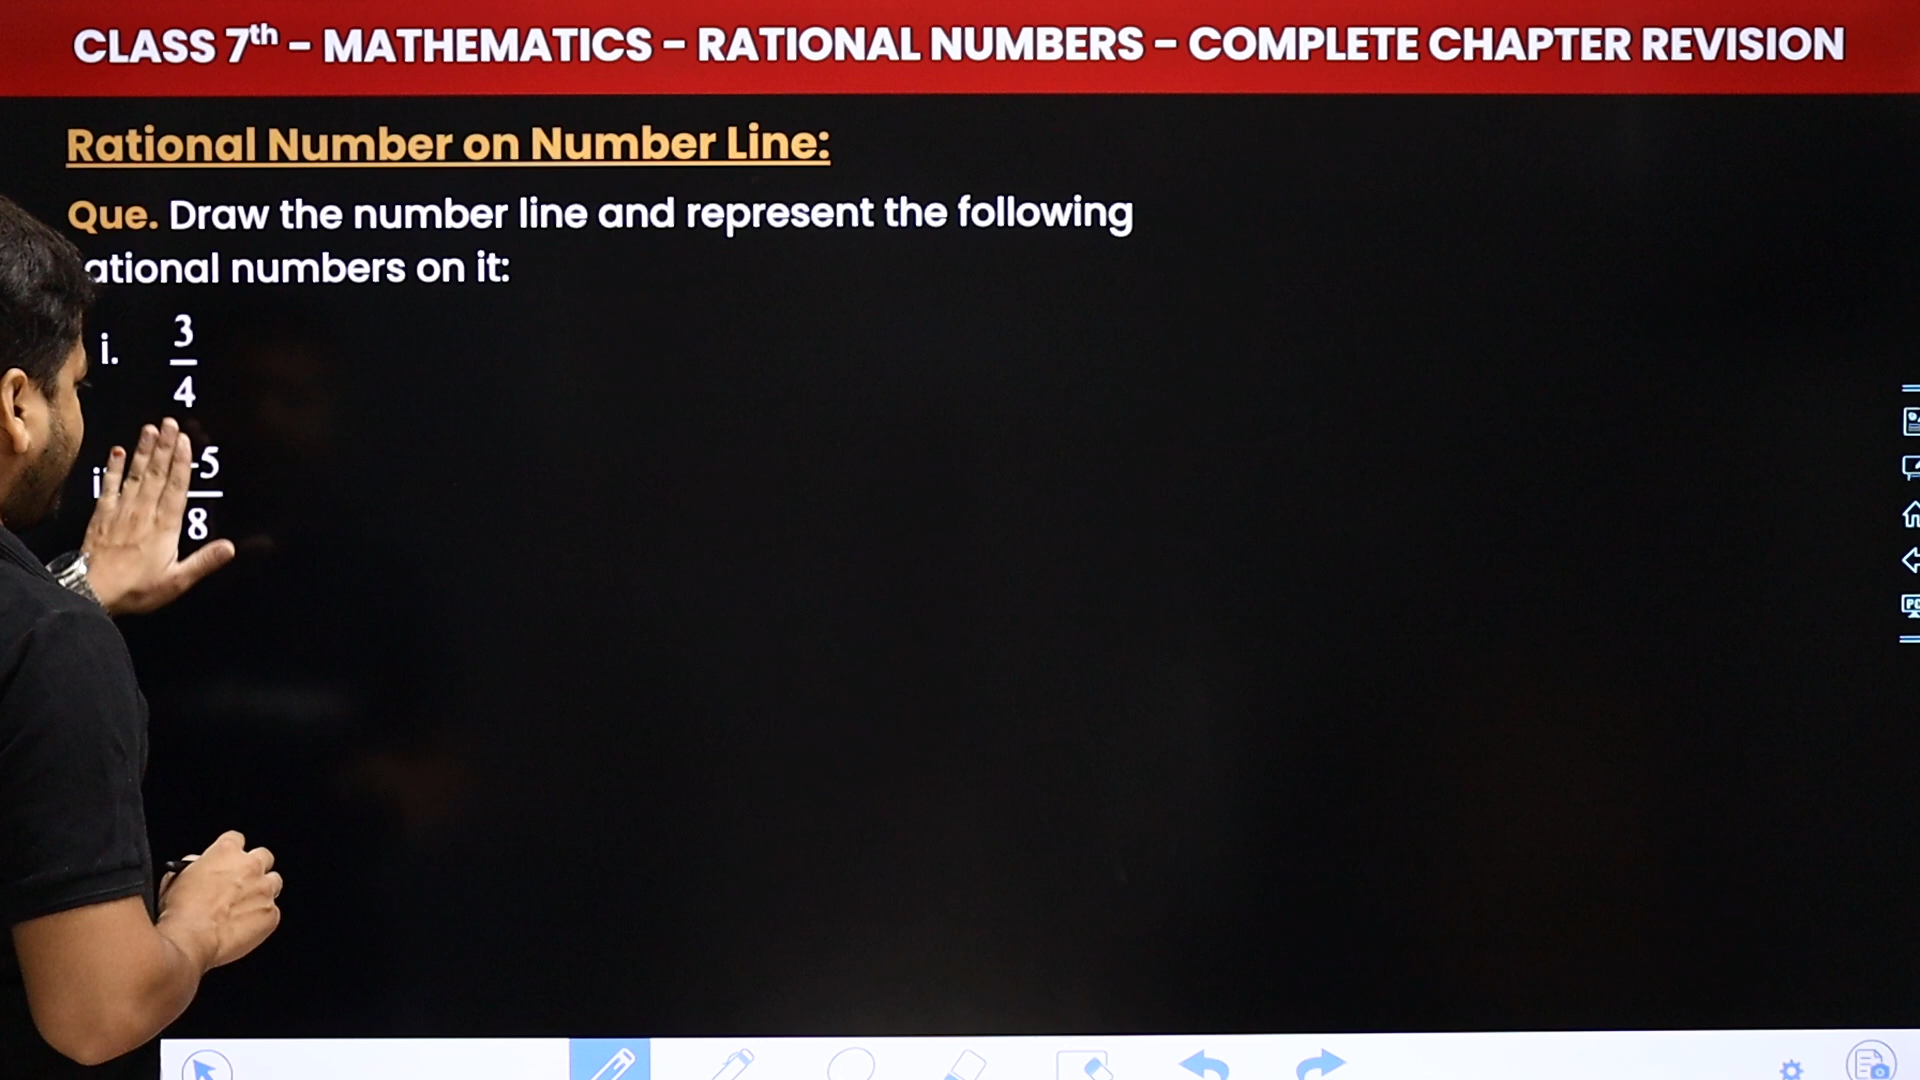 CLASS 7th - MATHEMATICS - RATIONAL NUMBERS - COMPLETE CHAPTER REVISION
Rational Number on Number Line:
Que. Draw the number line and represent the following
ational numbers on it:
i. 3/4
-5/8